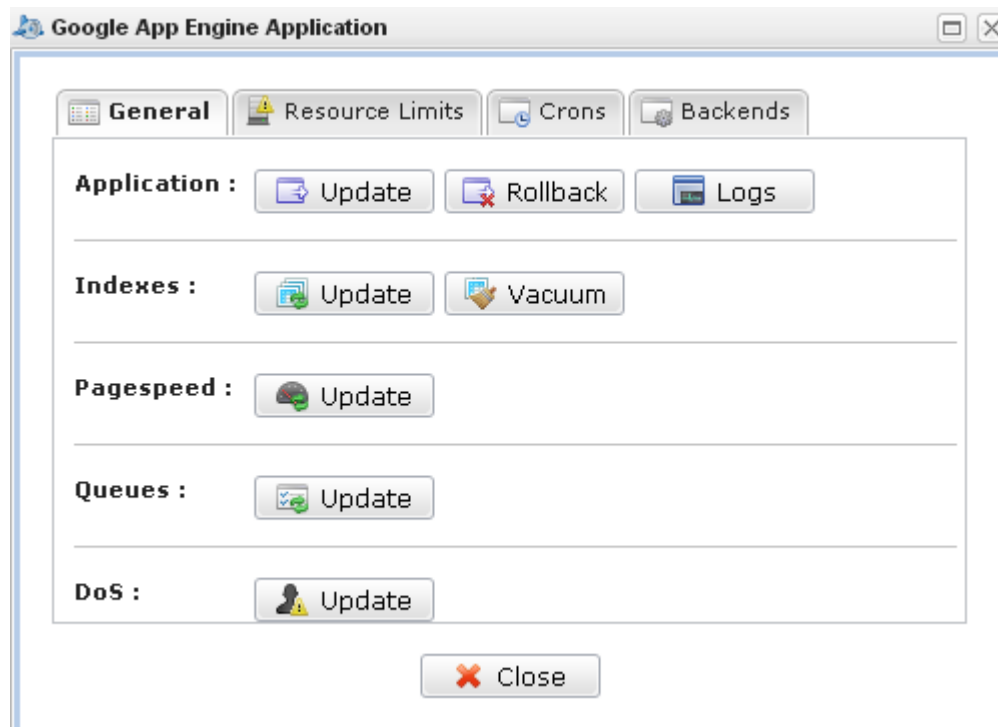 Google App Engine Application
General Resource Limits Crons Backends
Application : Update Rollback Logs
Indexes : Update Vacuum
Pagespeed : Update
Queues : Update
DoS : Update
Close